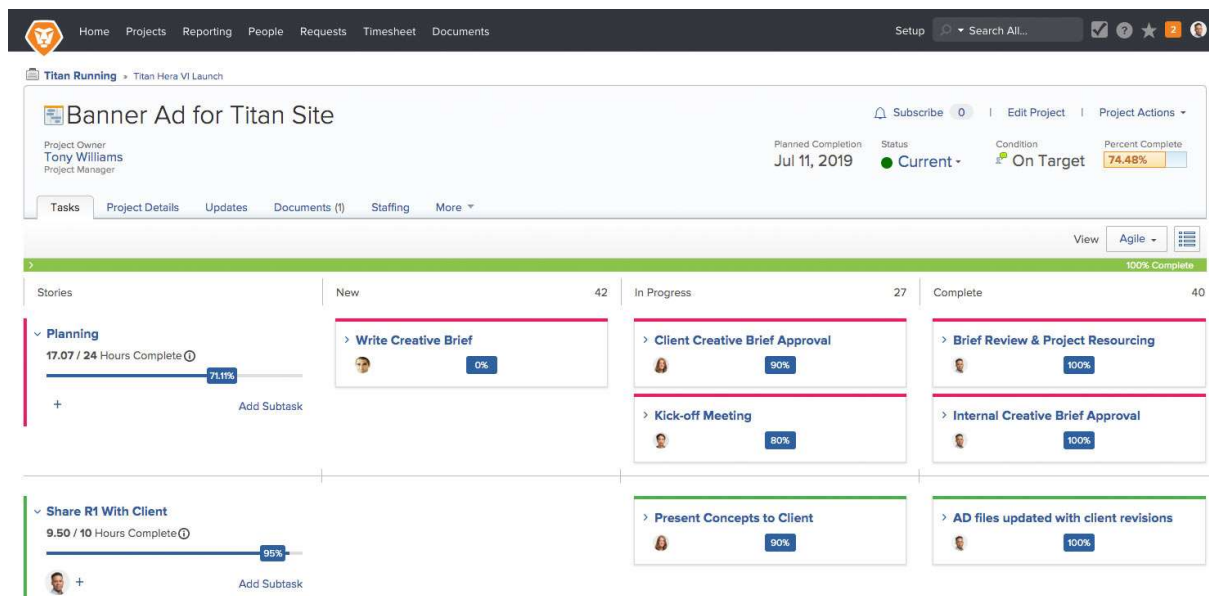 Home Projects Reporting People Requests Timesheet Documents Setup Search All... 2
Titan Running » Titan Hera VI Launch
Banner Ad for Titan Site
Subscribe 0 | Edit Project | Project Actions
Project Owner
Tony Williams
Project Manager
Planned Completion
Jul 11, 2019
Status
Current
Condition
On Target
Percent Complete
74.48%
Tasks Project Details Updates Documents (1) Staffing More
View Agile
100% Complete
Stories New 42 In Progress 27 Complete 40
Planning
17.07 / 24 Hours Complete
71.11%
+ Add Subtask
Write Creative Brief
0%
Client Creative Brief Approval
90%
Kick-off Meeting
80%
Brief Review & Project Resourcing
100%
Internal Creative Brief Approval
100%
Share R1 With Client
9.50 / 10 Hours Complete
95%
+ Add Subtask
Present Concepts to Client
90%
AD files updated with client revisions
100%